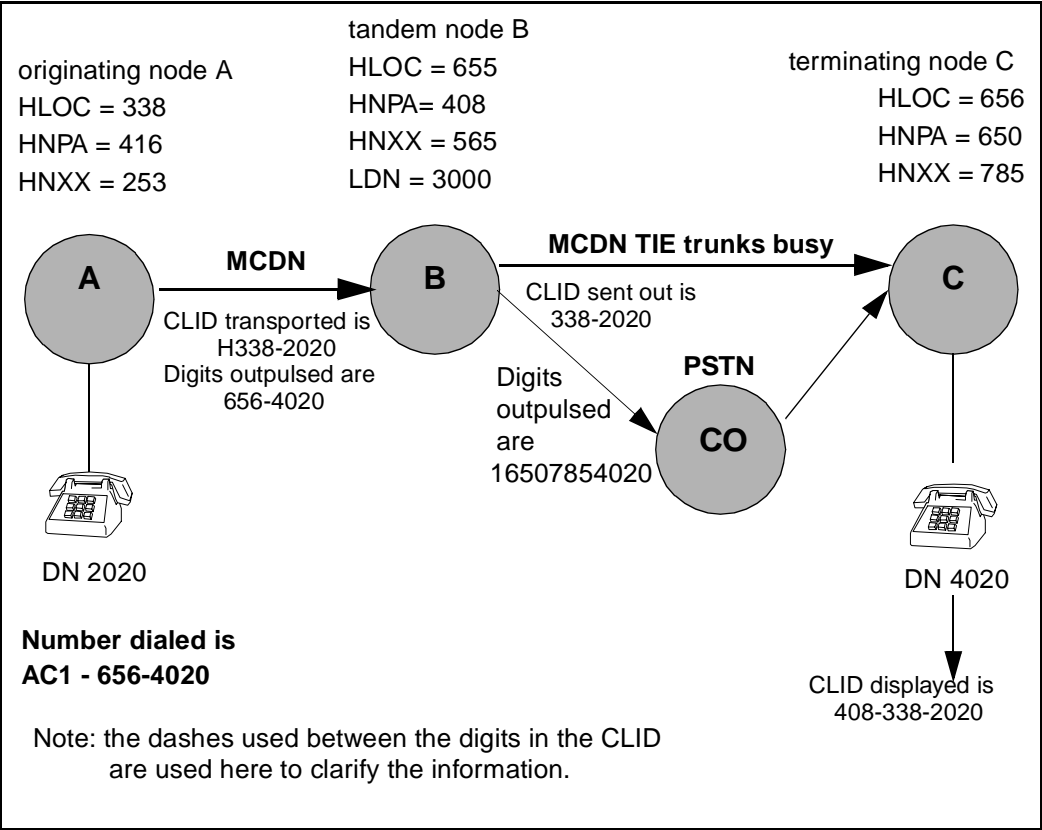 originating node A
HLOC = 338
HNPA = 416
HNXX = 253
tandem node B
HLOC = 655
HNPA= 408
HNXX = 565
LDN = 3000
terminating node C
HLOC = 656
HNPA = 650
HNXX = 785
A
MCDN
CLID transported is
H338-2020
Digits outpulsed are
656-4020
B
MCDN TIE trunks busy
CLID sent out is
338-2020
Digits
outpulsed
are
16507854020
PSTN
CO
C
DN 2020
DN 4020
Number dialed is
AC1 - 656-4020
CLID displayed is
408-338-2020
Note: the dashes used between the digits in the CLID
are used here to clarify the information.